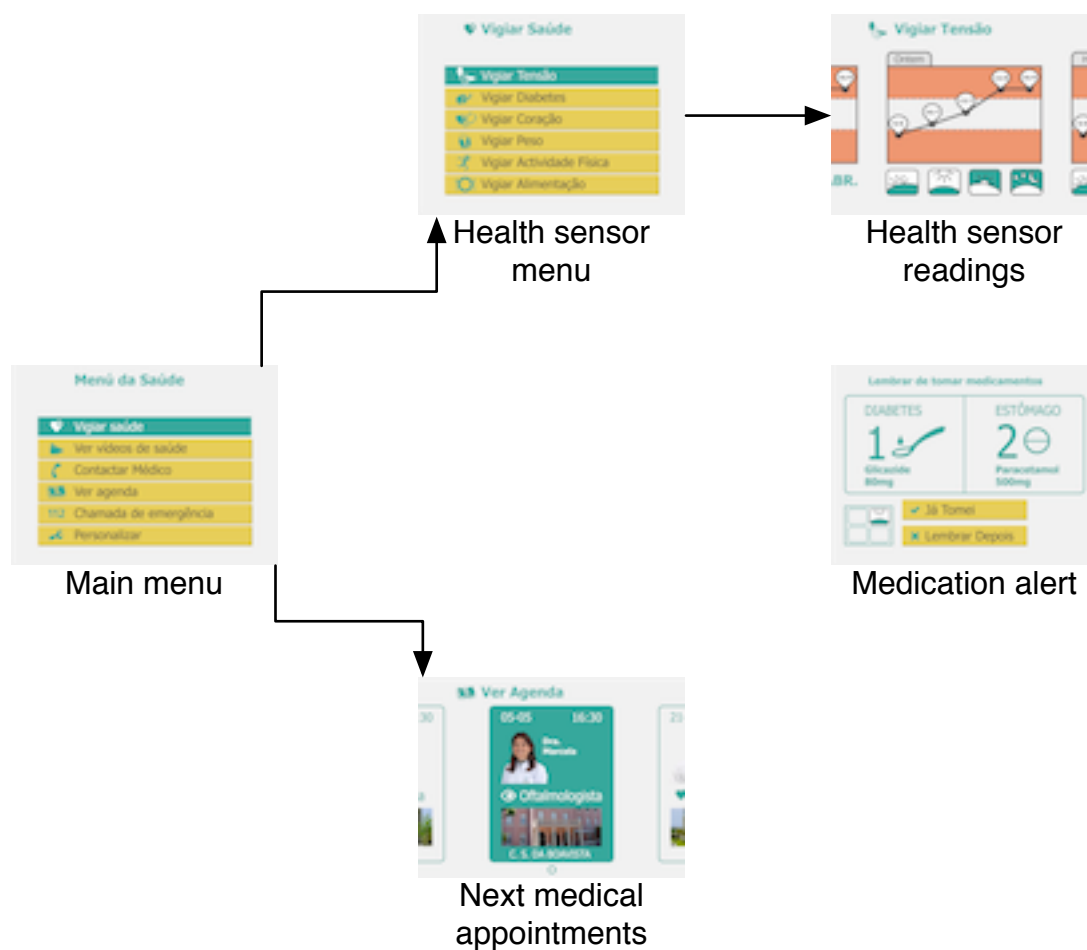 Vigiar Saúde
Vigiar Tensão
Vigiar Diabetes
Vigiar Coração
Vigiar Peso
Vigiar Actividade Física
Vigiar Alimentação
Health sensor
menu
Vigiar Tensão
Ontem
ABR.
Health sensor
readings
Menú da Saúde
Vigiar saúde
Ver vídeos de saúde
Contactar Médico
Ver agenda
112 Chamada de emergência
Personalizar
Main menu
Lembrar de tomar medicamentos
DIABETES
1
Glicazide
80mg
ESTÔMAGO
2
Paracetamol
500mg
Já Tomei
Lembrar Depois
Medication alert
Ver Agenda
05-05 16:30
Dra.
Marcela
Oftalmologista
C. S. DA BOAVISTA
:30
21
Next medical
appointments